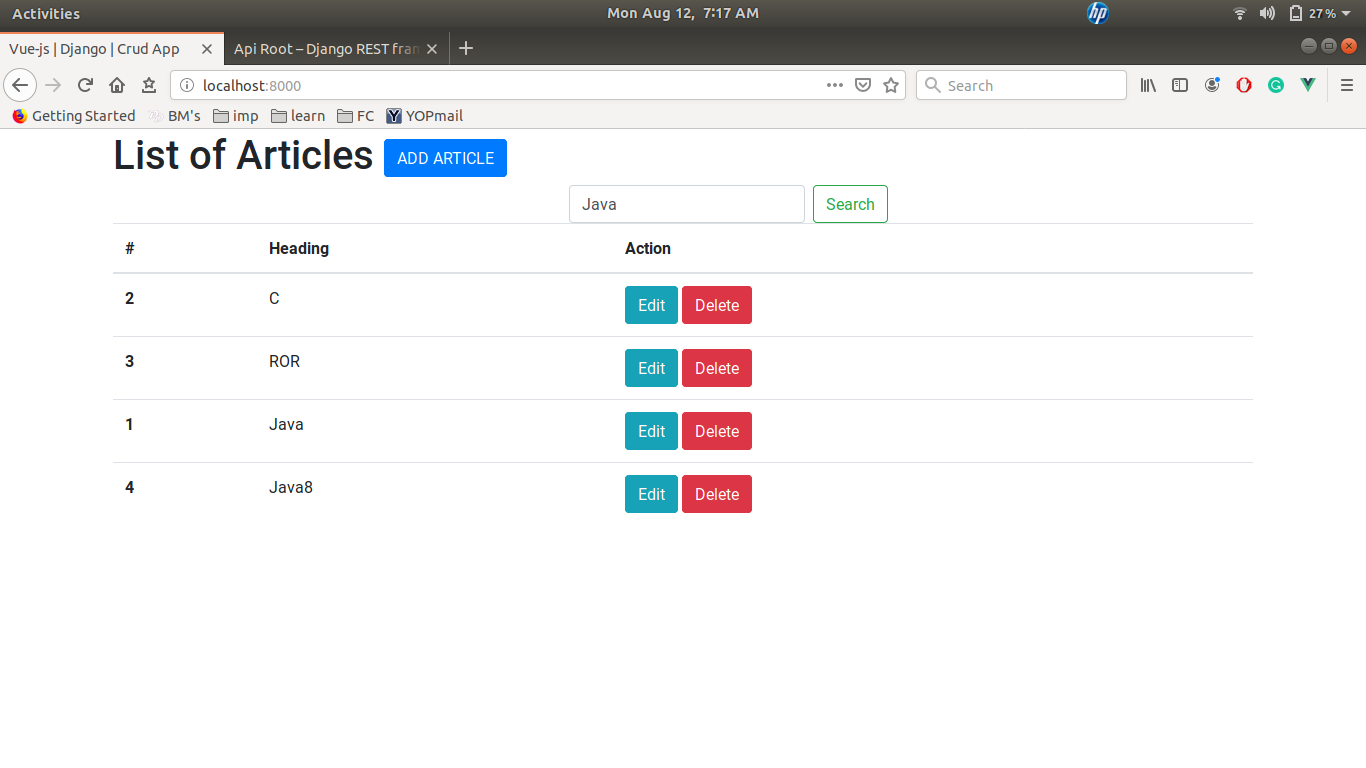 Activities
Mon Aug 12, 7:17 AM
hp
27%
Vue-js | Django | Crud App
Api Root – Django REST fram
localhost:8000
Search
Getting Started
BM's
imp
learn
FC
YOPmail
List of Articles
ADD ARTICLE
Java
Search
# Heading Action
2 C Edit Delete
3 ROR Edit Delete
1 Java Edit Delete
4 Java8 Edit Delete